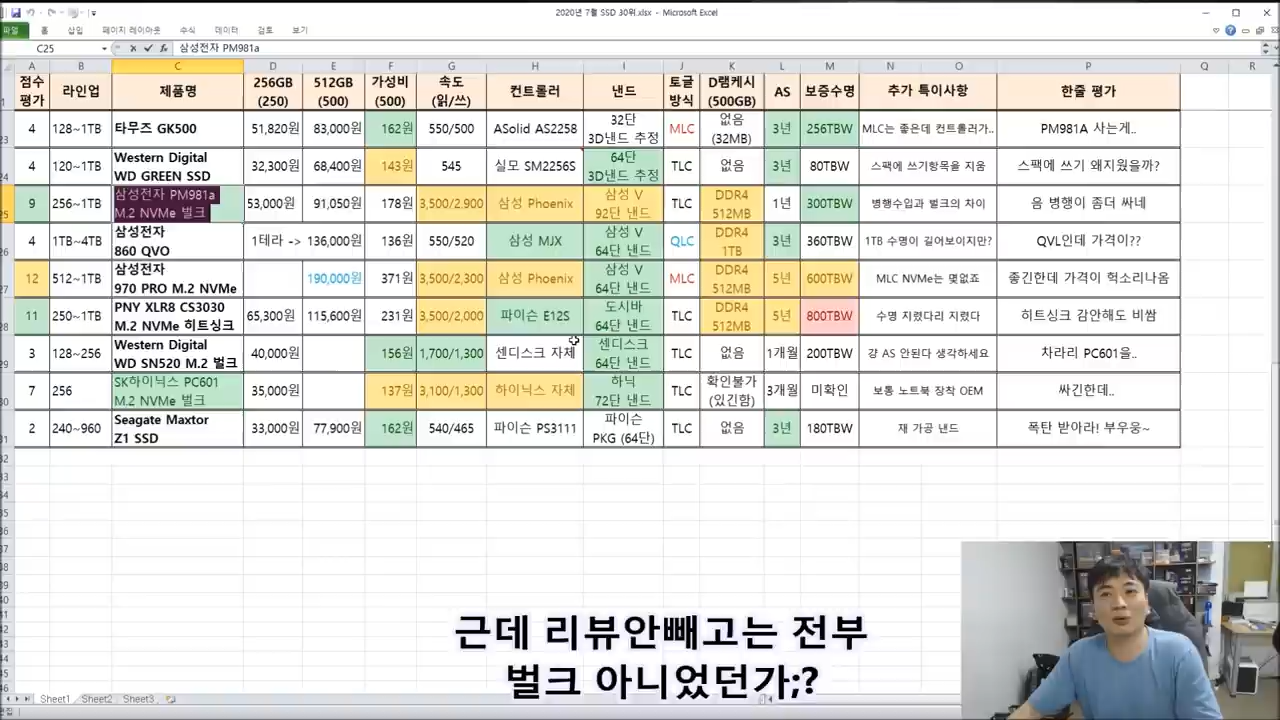 2020년 7월 SSD 30위.xlsx - Microsoft Excel
파일 홈 삽입 페이지 레이아웃 수식 데이터 검토 보기
C25 fx 삼성전자 PM981a
A B C D E F G H I J K L M N O P Q R
점수 평가 라인업 제품명 256GB (250) 512GB (500) 가성비 (500) 속도 (읽/쓰) 컨트롤러 낸드 토글 방식 D램케시 (500GB) AS 보증수명 추가 특이사항 한줄 평가
4 128~1TB 타무즈 GK500 51,820원 83,000원 162원 550/500 ASolid AS2258 32단 3D낸드 추정 MLC 없음 (32MB) 3년 256TBW MLC는 좋은데 컨트롤러가.. PM981A 사는게..
4 120~1TB Western Digital WD GREEN SSD 32,300원 68,400원 143원 545 실모 SM2256S 64단 3D낸드 추정 TLC 없음 3년 80TBW 스팩에 쓰기항목을 지움 스팩에 쓰기 왜지웠을까?
9 256~1TB 삼성전자 PM981a M.2 NVMe 벌크 53,000원 91,050원 178원 3,500/2,900 삼성 Phoenix 삼성 V 92단 낸드 TLC DDR4 512MB 1년 300TBW 병행수입과 벌크의 차이 음 병행이 좀더 싸네
4 1TB~4TB 삼성전자 860 QVO 1테라 -> 136,000원 136원 550/520 삼성 MJX 삼성 V 64단 낸드 QLC DDR4 1TB 3년 360TBW 1TB 수명이 길어보이지만? QVL인데 가격이??
12 512~1TB 삼성전자 970 PRO M.2 NVMe 190,000원 371원 3,500/2,300 삼성 Phoenix 삼성 V 64단 낸드 MLC DDR4 512MB 5년 600TBW MLC NVMe는 몇없죠 좋긴한데 가격이 헉소리나옴
11 250~1TB PNY XLR8 CS3030 M.2 NVMe 히트싱크 65,300원 115,600원 231원 3,500/2,000 파이슨 E12S 도시바 64단 낸드 TLC DDR4 512MB 5년 800TBW 수명 지렸다리 지렸다 히트싱크 감안해도 비쌈
3 128~256 Western Digital WD SN520 M.2 벌크 40,000원 156원 1,700/1,300 센디스크 자체 센디스크 64단 낸드 TLC 없음 1개월 200TBW 걍 AS 안된다 생각하세요 차라리 PC601을..
7 256 SK하이닉스 PC601 M.2 NVMe 벌크 35,000원 137원 3,100/1,300 하이닉스 자체 하닉 72단 낸드 TLC 확인불가 (있긴함) 3개월 미확인 보통 노트북 장착 OEM 싸긴한데..
2 240~960 Seagate Maxtor Z1 SSD 33,000원 77,900원 162원 540/465 파이슨 PS3111 파이슨 PKG (64단) TLC 없음 3년 180TBW 재 가공 낸드 폭탄 받아라! 부우웅~
근데 리뷰안빼고는 전부
벌크 아니었던가;?
Sheet1 Sheet2 Sheet3